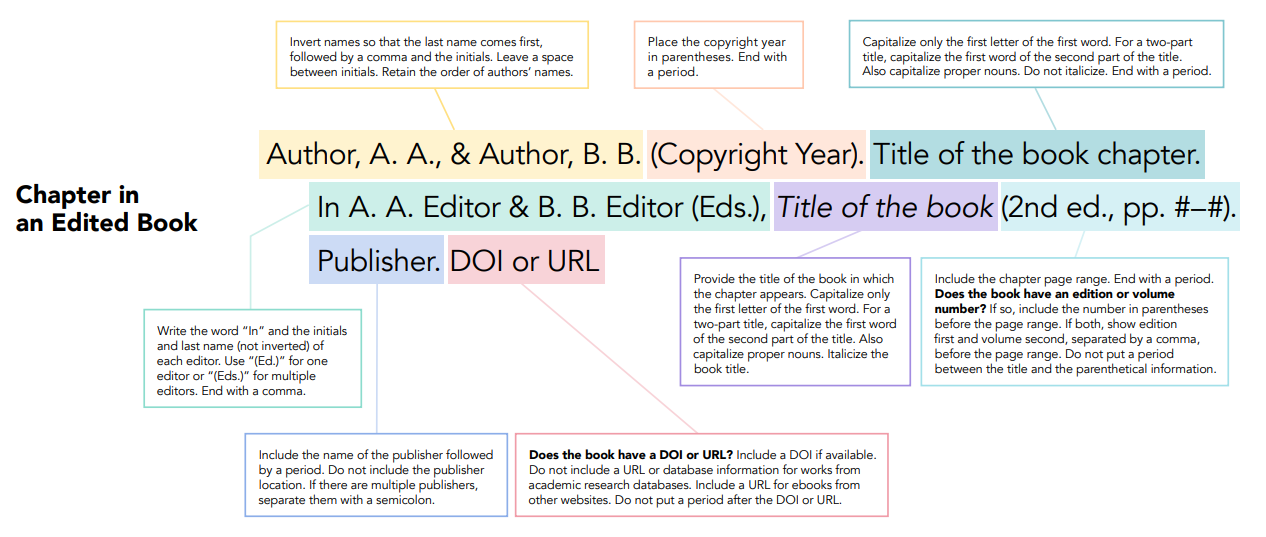 Invert names so that the last name comes first,
followed by a comma and the initials. Leave a space
between initials. Retain the order of authors’ names.
Place the copyright year
in parentheses. End with
a period.
Capitalize only the first letter of the first word. For a two-part
title, capitalize the first word of the second part of the title.
Also capitalize proper nouns. Do not italicize. End with a period.
Chapter in
an Edited Book
Author, A. A., & Author, B. B. (Copyright Year). Title of the book chapter.
In A. A. Editor & B. B. Editor (Eds.), Title of the book (2nd ed., pp. #–#).
Publisher. DOI or URL
Write the word “In” and the initials
and last name (not inverted) of
each editor. Use “(Ed.)” for one
editor or “(Eds.)” for multiple
editors. End with a comma.
Provide the title of the book in which
the chapter appears. Capitalize only
the first letter of the first word. For a
two-part title, capitalize the first word
of the second part of the title. Also
capitalize proper nouns. Italicize the
book title.
Include the chapter page range. End with a period.
Does the book have an edition or volume
number? If so, include the number in parentheses
before the page range. If both, show edition
first and volume second, separated by a comma,
before the page range. Do not put a period
between the title and the parenthetical information.
Include the name of the publisher followed
by a period. Do not include the publisher
location. If there are multiple publishers,
separate them with a semicolon.
Does the book have a DOI or URL? Include a DOI if available.
Do not include a URL or database information for works from
academic research databases. Include a URL for ebooks from
other websites. Do not put a period after the DOI or URL.